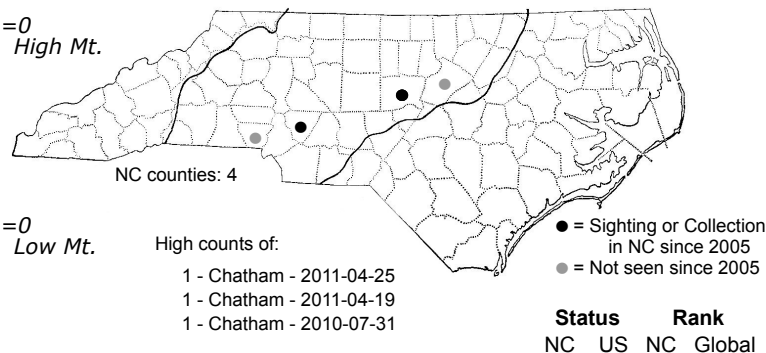 =0
High Mt.
NC counties: 4
=0
Low Mt.
High counts of:
1 - Chatham - 2011-04-25
1 - Chatham - 2011-04-19
1 - Chatham - 2010-07-31
= Sighting or Collection
in NC since 2005
= Not seen since 2005
Status Rank
NC US NC Global